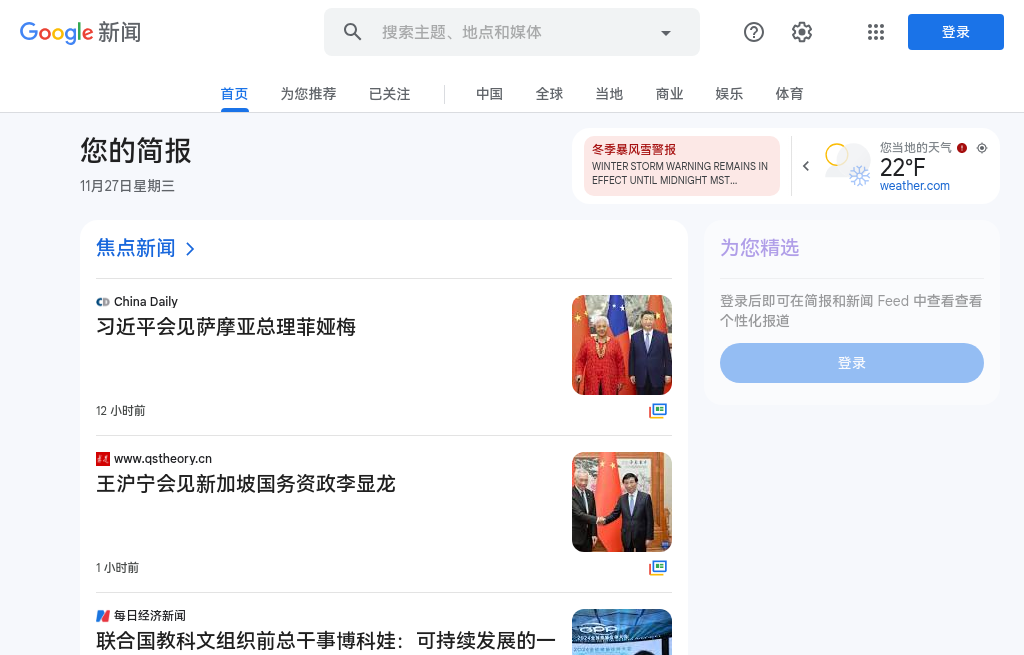 Google 新闻
搜索主题、地点和媒体
登录
首页
为您推荐
已关注
中国
全球
当地
商业
娱乐
体育
您的简报
11月27日星期三
冬季暴风雪警报
WINTER STORM WARNING REMAINS IN
EFFECT UNTIL MIDNIGHT MST...
您当地的天气
22°F
weather.com
焦点新闻
China Daily
习近平会见萨摩亚总理菲娅梅
12 小时前
www.qstheory.cn
王沪宁会见新加坡国务资政李显龙
1 小时前
每日经济新闻
联合国教科文组织前总干事博科娃：可持续发展的一
为您精选
登录后即可在简报和新闻 Feed 中查看查看
个性化报道
登录